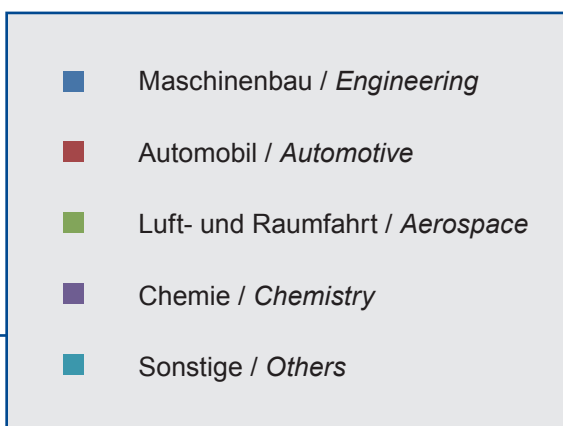 Maschinenbau / Engineering
Automobil / Automotive
Luft- und Raumfahrt / Aerospace
Chemie / Chemistry
Sonstige / Others